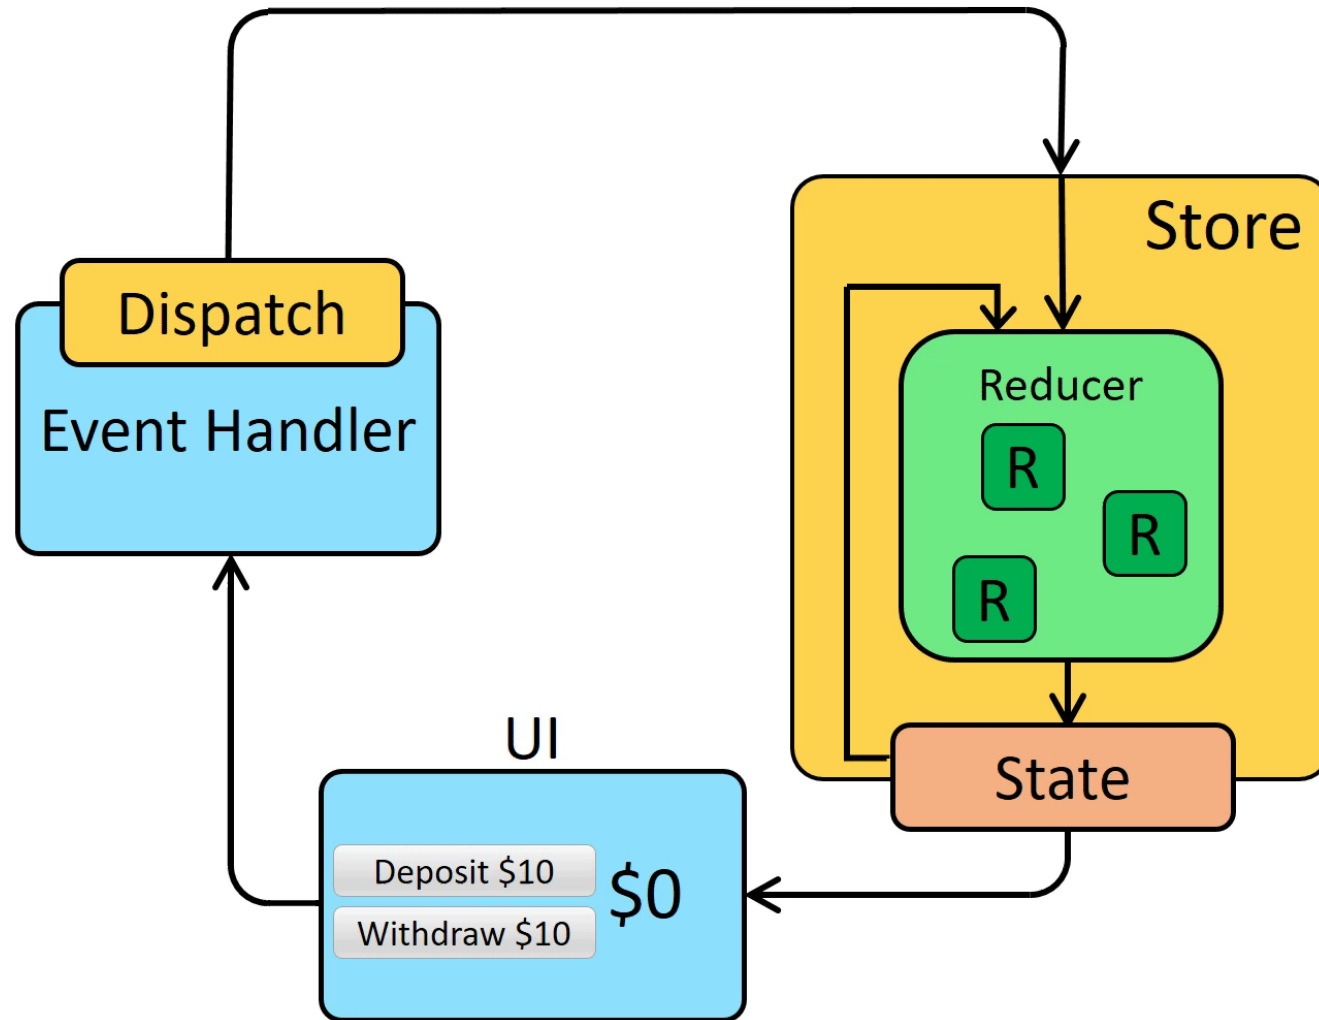 Store
Dispatch
Event Handler
Reducer
R
R
R
UI
State
Deposit $10
$0
Withdraw $10